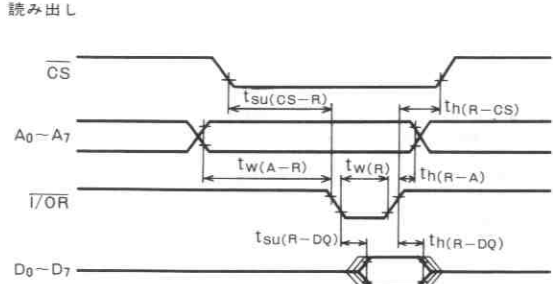 読み出し
CS
tsu(CS-R)
th(R-CS)
A0~A7
tw(A-R)
tw(R)
th(R-A)
I/OR
tsu(R-DQ)
th(R-DQ)
D0~D7